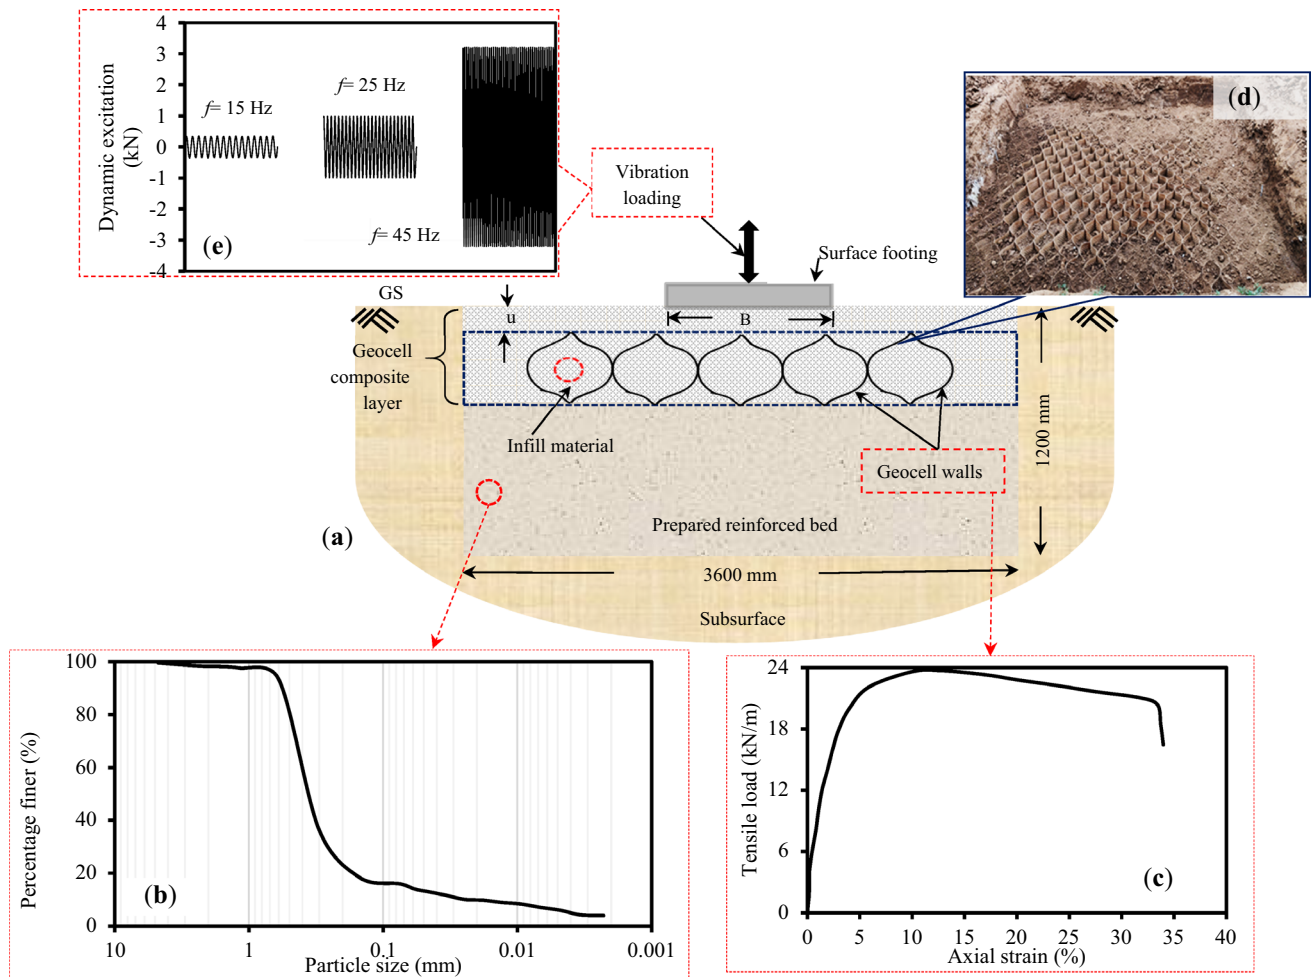 4
3
2
1
0
-1
-2
-3
-4
Dynamic excitation
(kN)
f= 15 Hz
f= 25 Hz
f= 45 Hz
(e)
Vibration
loading
Surface footing
(d)
GS
u
B
Geocell
composite
layer
Infill material
Geocell walls
1200 mm
Prepared reinforced bed
(a)
3600 mm
Subsurface
100
80
60
40
20
0
Percentage finer (%)
(b)
10
1
0.1
0.01
0.001
Particle size (mm)
24
18
12
6
0
Tensile load (kN/m)
(c)
0
5
10
15
20
25
30
35
40
Axial strain (%)